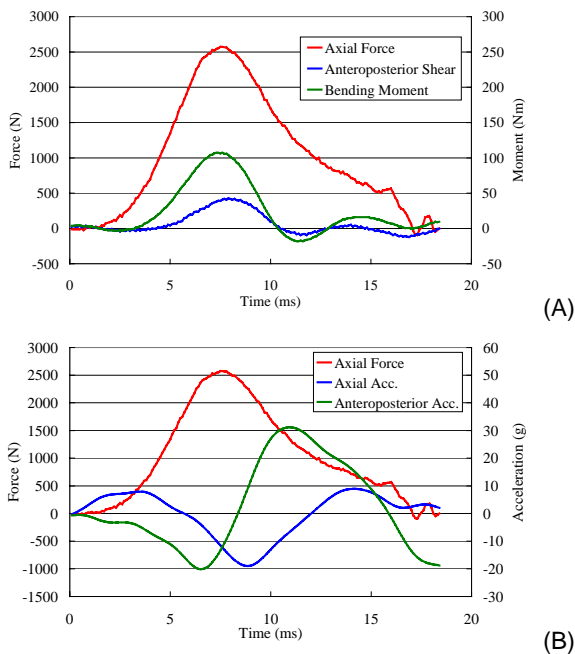 3000
2500
2000
1500
1000
500
0
-500
Force (N)
300
250
200
150
100
50
0
-50
Moment (Nm)
Axial Force
Anteroposterior Shear
Bending Moment
0 5 10 15 20
Time (ms)
(A)
3000
2500
2000
1500
1000
500
0
-500
-1000
-1500
Force (N)
60
50
40
30
20
10
0
-10
-20
-30
Acceleration (g)
Axial Force
Axial Acc.
Anteroposterior Acc.
0 5 10 15 20
Time (ms)
(B)